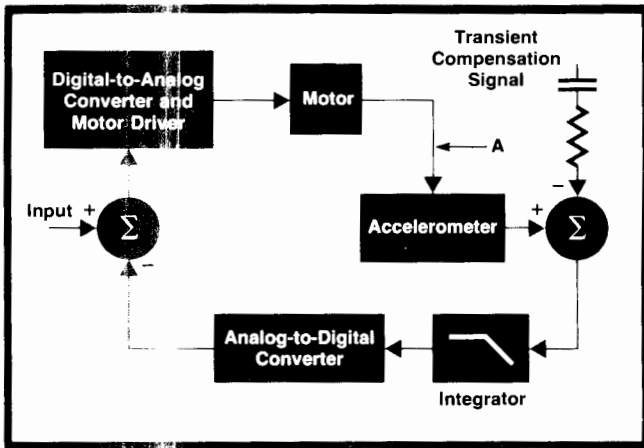 Transient
Compensation
Signal
Digital-to-Analog
Converter and
Motor Driver
Motor
A
Input
+
Σ
−
Accelerometer
+
−
Σ
Analog-to-Digital
Converter
Integrator